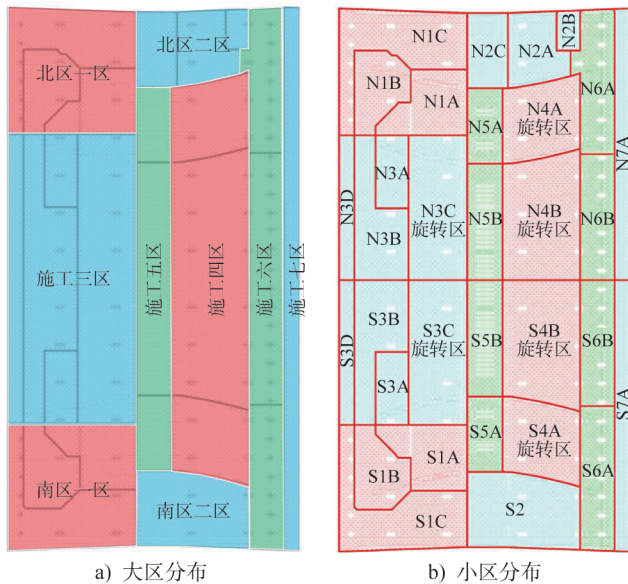 北区一区
北区二区
施工三区
施工五区
施工四区
施工六区
施工七区
南区一区
南区二区
a) 大区分布
N1C
N2C
N2A
N2B
N1B
N1A
N6A
N5A
N4A
旋转区
N7A
N3A
N3D
N3B
N3C
旋转区
N5B
N4B
旋转区
N6B
S3D
S3B
S3C
旋转区
S5B
S4B
旋转区
S6B
S7A
S3A
S5A
S4A
旋转区
S1A
S1B
S6A
S1C
S2
b) 小区分布